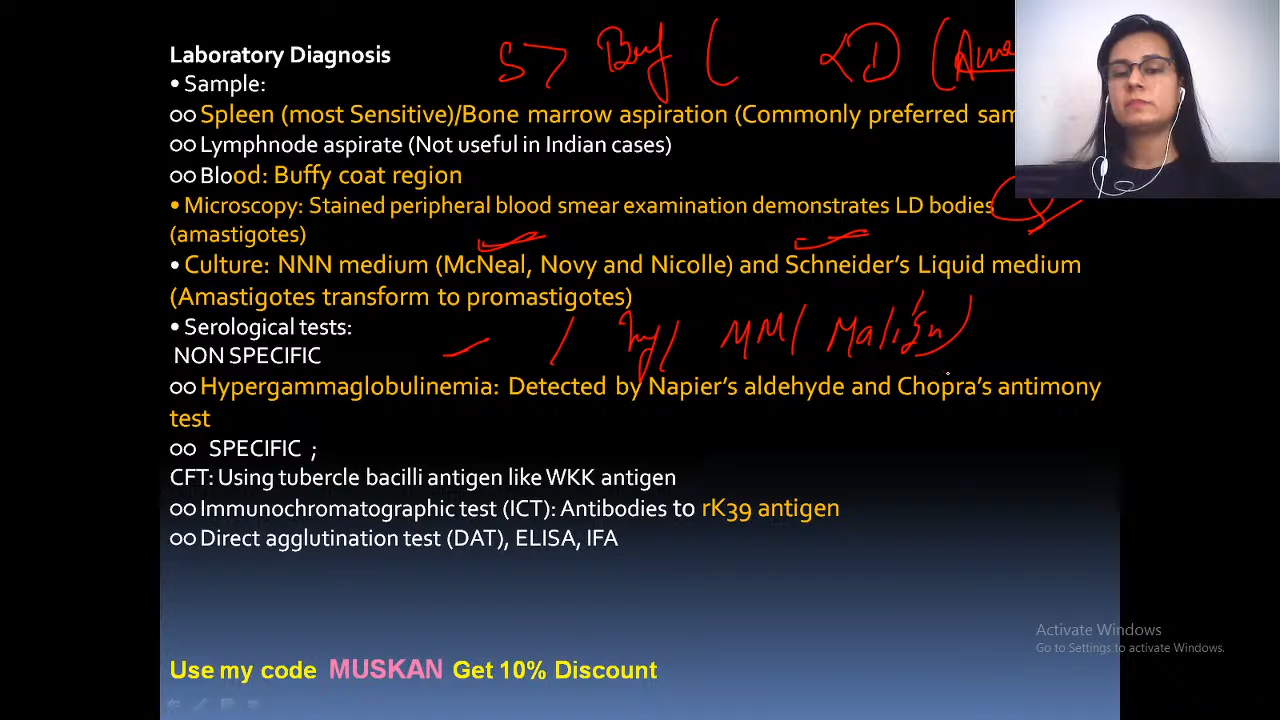 S > Buf ( LD (Ama
Laboratory Diagnosis
• Sample:
oo Spleen (most Sensitive)/Bone marrow aspiration (Commonly preferred sam
oo Lymphnode aspirate (Not useful in Indian cases)
oo Blood: Buffy coat region
• Microscopy: Stained peripheral blood smear examination demonstrates LD bodies
(amastigotes)
• Culture: NNN medium (McNeal, Novy and Nicolle) and Schneider's Liquid medium
(Amastigotes transform to promastigotes)
• Serological tests:
MM/
NON SPECIFIC
oo Hypergammaglobulinemia: Detected by Napier's aldehyde and Chopra's antimony
test
oo SPECIFIC ;
CFT: Using tubercle bacilli antigen like WKK antigen
oo Immunochromatographic test (ICT): Antibodies to rK39 antigen
oo Direct agglutination test (DAT), ELISA, IFA
Activate Windows
Go to Settings to activate Windows.
Use my code MUSKAN Get 10% Discount